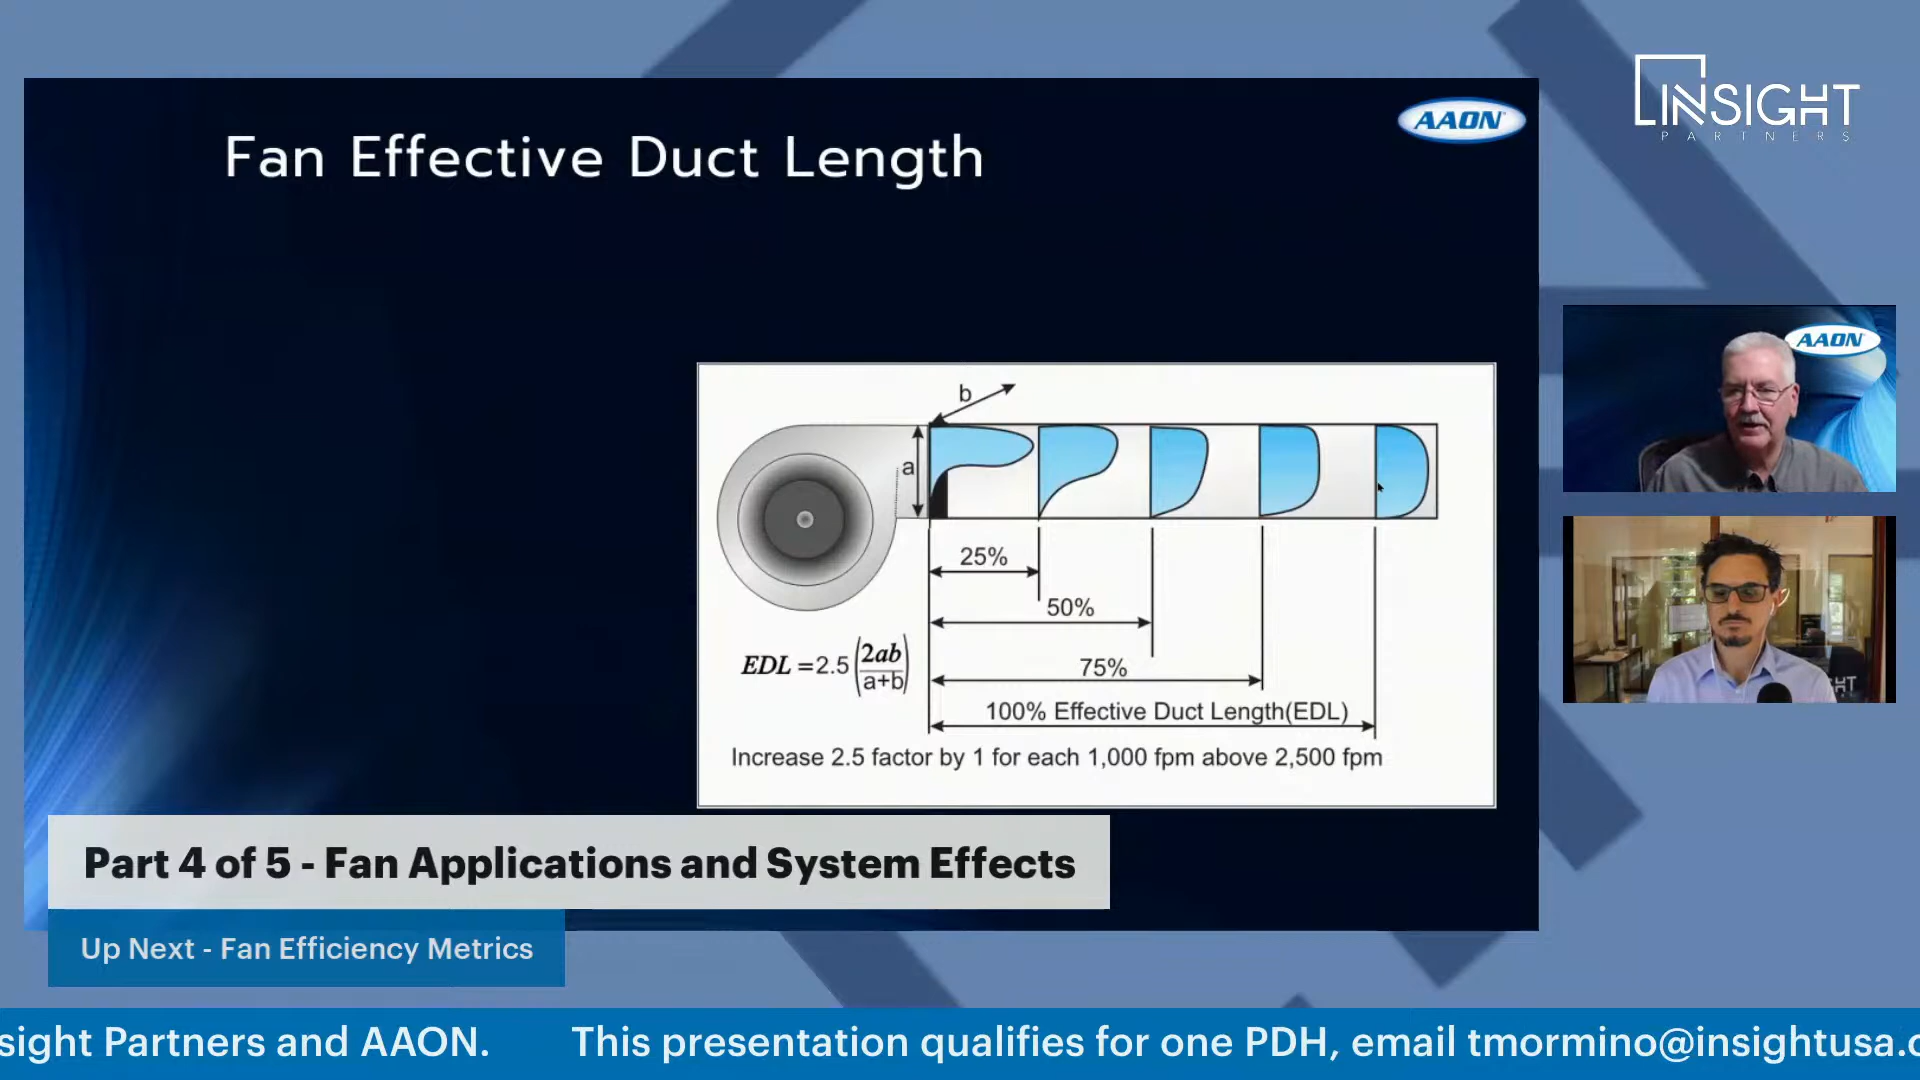 Fan Effective Duct Length
AAON
INSIGHT
PARTNERS
b
a
25%
50%
EDL =2.5 (2ab
a+b)
75%
100% Effective Duct Length(EDL)
Increase 2.5 factor by 1 for each 1,000 fpm above 2,500 fpm
AAON
HT
Part 4 of 5 - Fan Applications and System Effects
Up Next - Fan Efficiency Metrics
sight Partners and AAON. This presentation qualifies for one PDH, email tmormino@insightusa.c